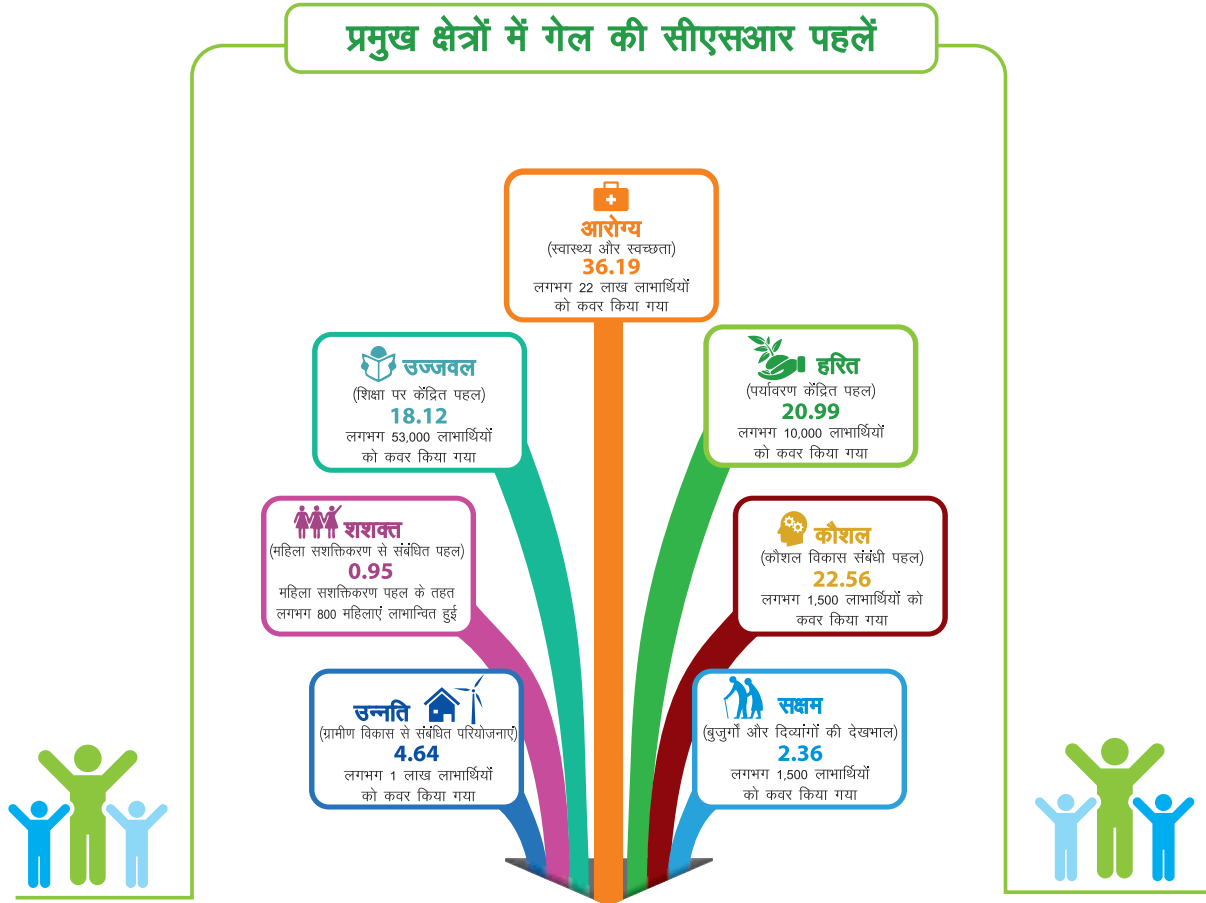 प्रमुख क्षेत्रों में गेल की सीएसआर पहलें
आरोग्य
(स्वास्थ्य और स्वच्छता)
36.19
लगभग 22 लाख लाभार्थियों
को कवर किया गया
उज्जवल
(शिक्षा पर केंद्रित पहल)
18.12
लगभग 53,000 लाभार्थियों
को कवर किया गया
हरित
(पर्यावरण केंद्रित पहल)
20.99
लगभग 10,000 लाभार्थियों
को कवर किया गया
शशक्त
(महिला सशक्तिकरण से संबंधित पहल)
0.95
महिला सशक्तिकरण पहल के तहत
लगभग 800 महिलाएं लाभान्वित हुई
कौशल
(कौशल विकास संबंधी पहल)
22.56
लगभग 1,500 लाभार्थियों को
कवर किया गया
उन्नति
(ग्रामीण विकास से संबंधित परियोजनाएं)
4.64
लगभग 1 लाख लाभार्थियों
को कवर किया गया
सक्षम
(बुजुर्गों और दिव्यांगों की देखभाल)
2.36
लगभग 1,500 लाभार्थियों
को कवर किया गया